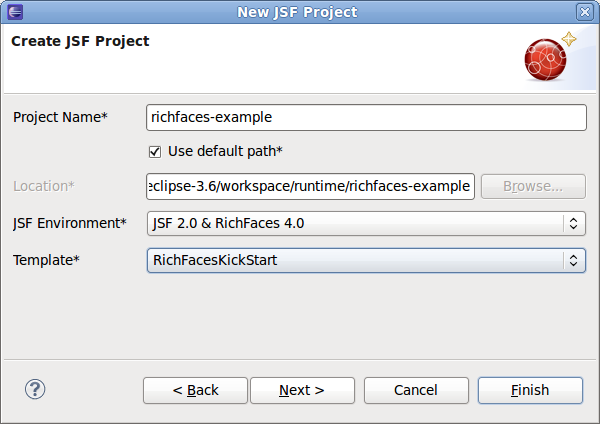 New JSF Project
Create JSF Project
Project Name* richfaces-example
Use default path*
Location* eclipse-3.6/workspace/runtime/richfaces-example Browse...
JSF Environment* JSF 2.0 & RichFaces 4.0
Template* RichFacesKickStart
? < Back Next > Cancel Finish